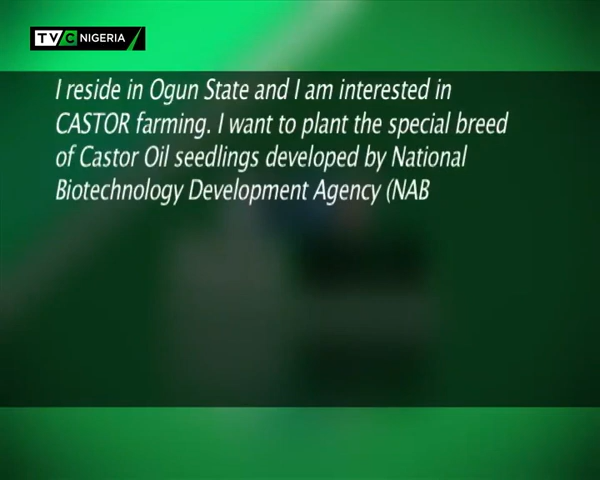 TVC NIGERIA
I reside in Ogun State and I am interested in
CASTOR farming. I want to plant the special breed
of Castor Oil seedlings developed by National
Biotechnology Development Agency (NAB